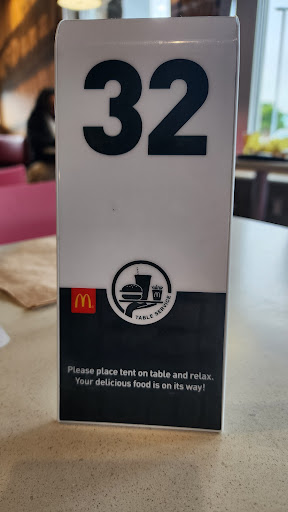 32
TABLE SERVICE
Please place tent on table and relax.
Your delicious food is on its way!